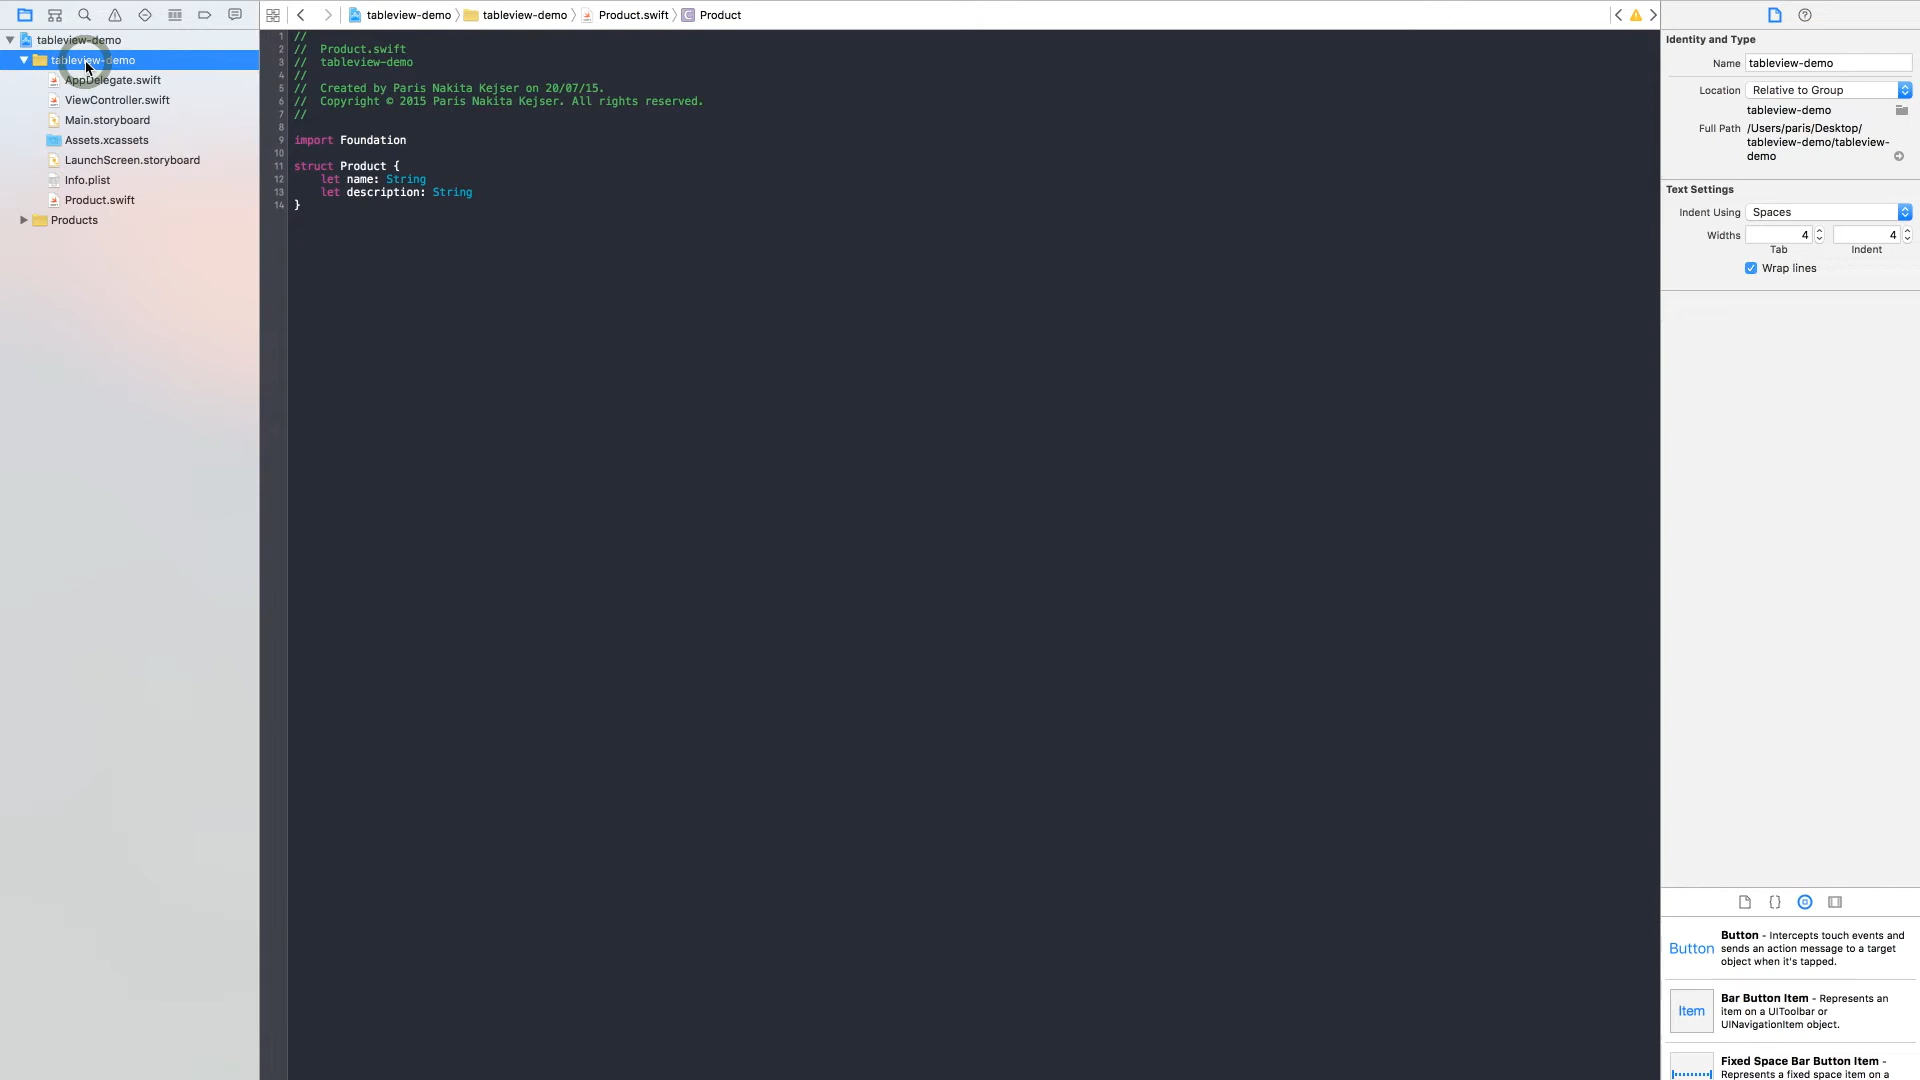 tableview-demo
tableview-demo
AppDelegate.swift
ViewController.swift
Main.storyboard
Assets.xcassets
LaunchScreen.storyboard
Info.plist
Product.swift
Products
tableview-demo
tableview-demo
Product.swift
C
Product
1 //
2 //  Product.swift
3 //  tableview-demo
4 //
5 //  Created by Paris Nakita Kejser on 20/07/15.
6 //  Copyright © 2015 Paris Nakita Kejser. All rights reserved.
7 //
8
9 import Foundation
10
11 struct Product {
12     let name: String
13     let description: String
14 }
Identity and Type
Name tableview-demo
Location Relative to Group
tableview-demo
Full Path /Users/paris/Desktop/
tableview-demo/tableview-
demo
Text Settings
Indent Using Spaces
Widths 4 4
Tab Indent
Wrap lines
{}
Button
Button - Intercepts touch events and
sends an action message to a target
object when it's tapped.
Item
Bar Button Item - Represents an
item on a UIToolbar or
UINavigationItem object.
Fixed Space Bar Button Item -
Represents a fixed space item on a